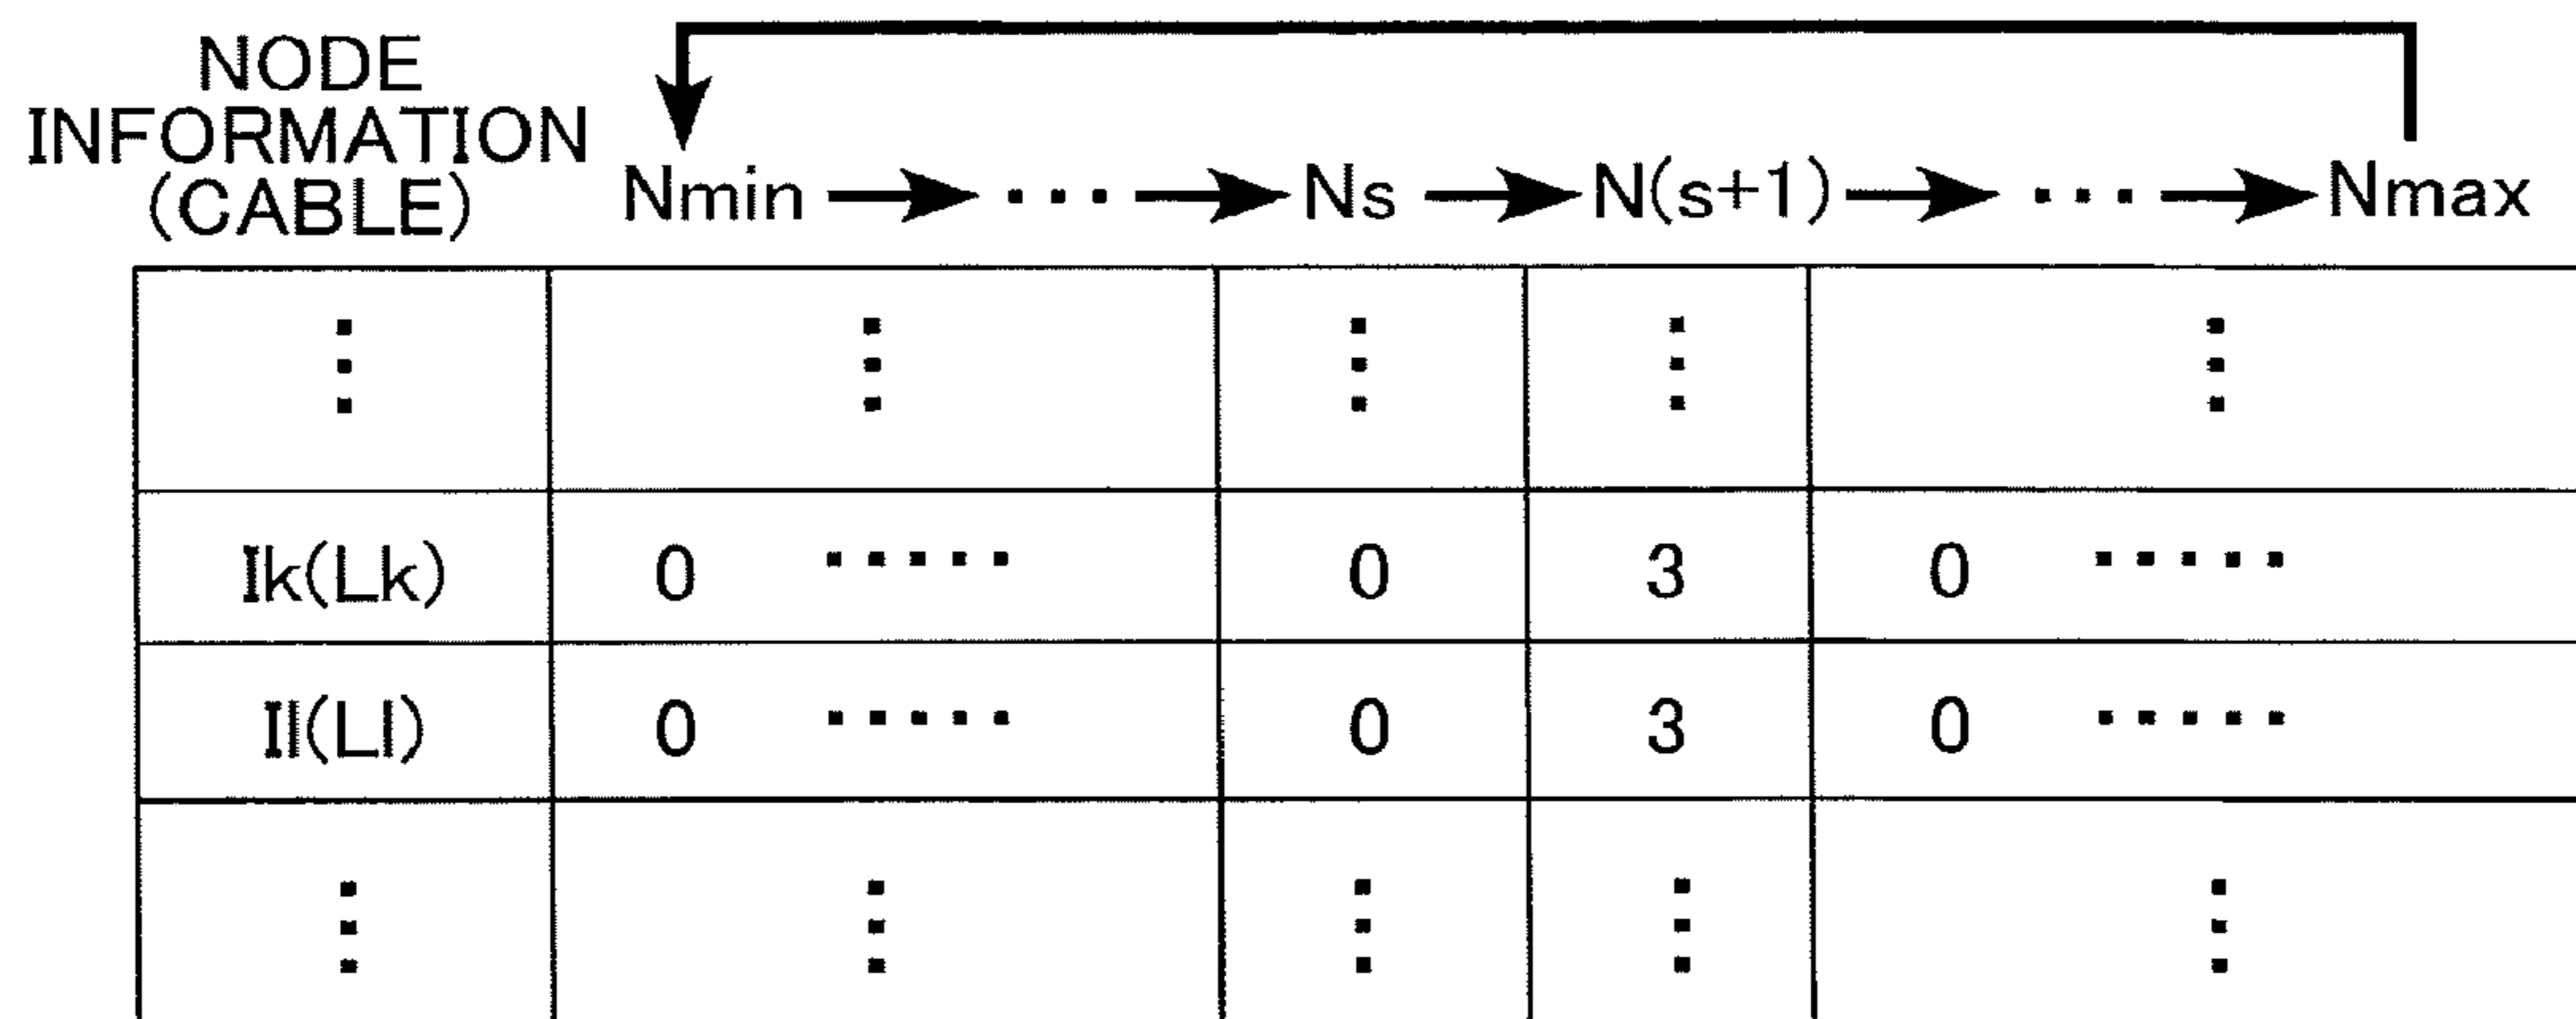 NODE
INFORMATION
(CABLE)
Nmin → ··· → Ns → N(s+1) → ··· → Nmax
Ik(Lk) 0 ····· 0 3 0 ·····
Il(Ll) 0 ····· 0 3 0 ·····